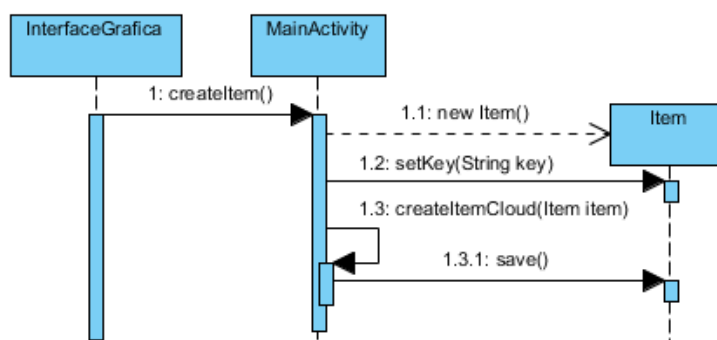 InterfaceGrafica
MainActivity
1: createItem()
1.1: new Item()
Item
1.2: setKey(String key)
1.3: createItemCloud(Item item)
1.3.1: save()